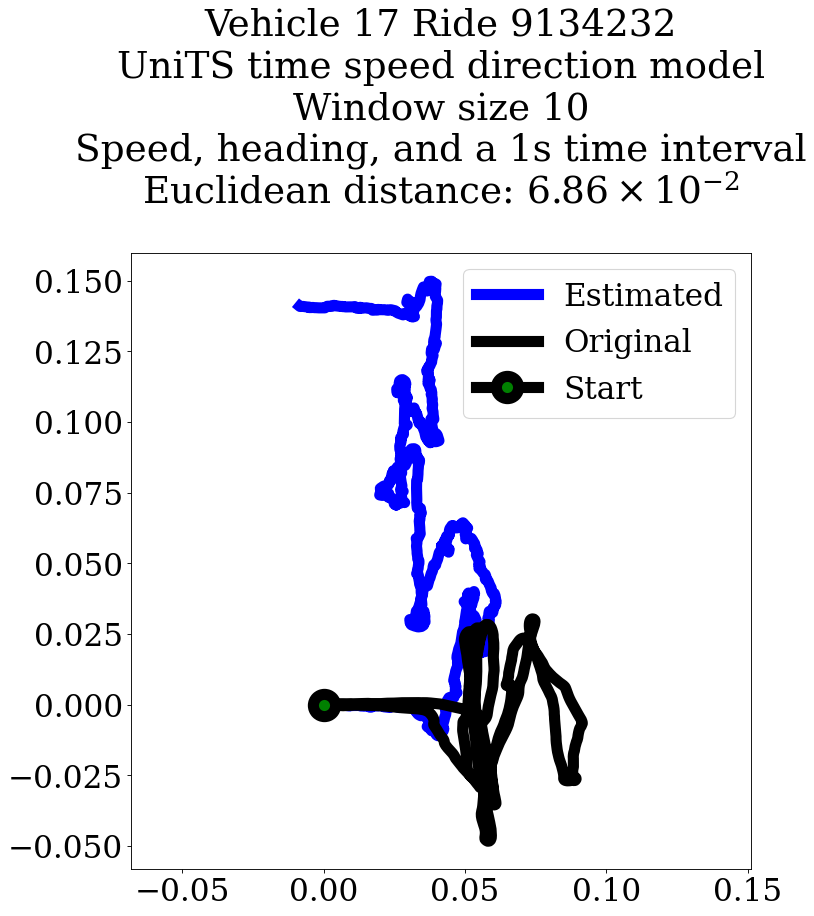 Vehicle 17 Ride 9134232
UniTS time speed direction model
Window size 10
Speed, heading, and a 1s time interval
Euclidean distance: 6.86 × 10⁻²
0.150
0.125
0.100
0.075
0.050
0.025
0.000
−0.025
−0.050
Estimated
Original
Start
−0.05
0.00
0.05
0.10
0.15